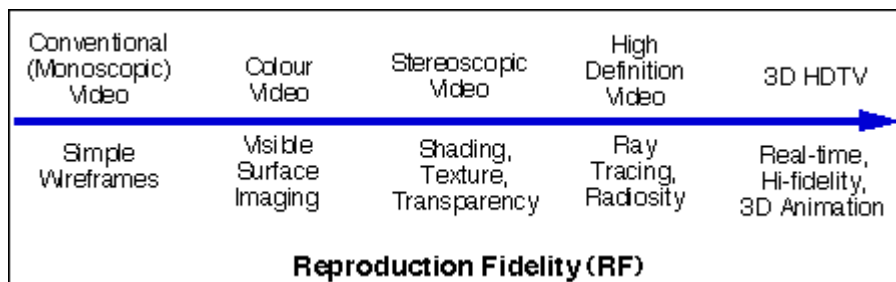 Conventional
(Monoscopic)
Video
Colour
Video
Stereoscopic
Video
High
Definition
Video
3D HDTV
Simple
Wireframes
Visible
Surface
Imaging
Shading,
Texture,
Transparency
Ray
Tracing,
Radiosity
Real-time,
Hi-fidelity,
3D Animation
Reproduction Fidelity (RF)